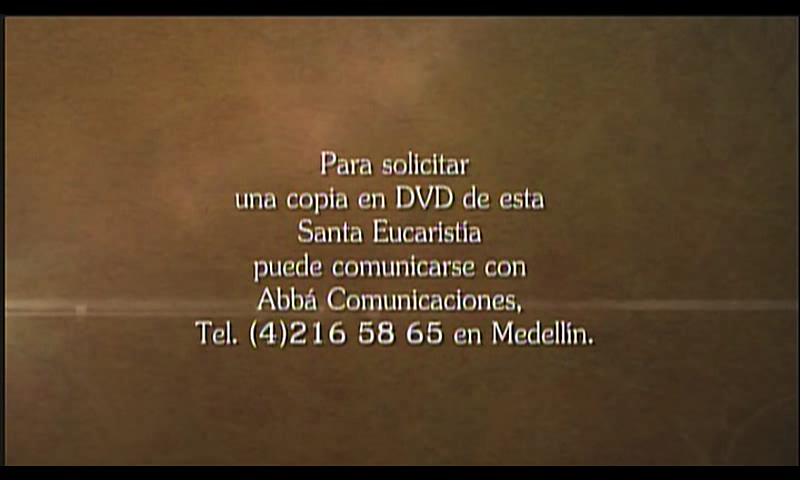 Para solicitar
una copia en DVD de esta
Santa Eucaristía
puede comunicarse con
Abbá Comunicaciones,
Tel. (4)216 58 65 en Medellín.